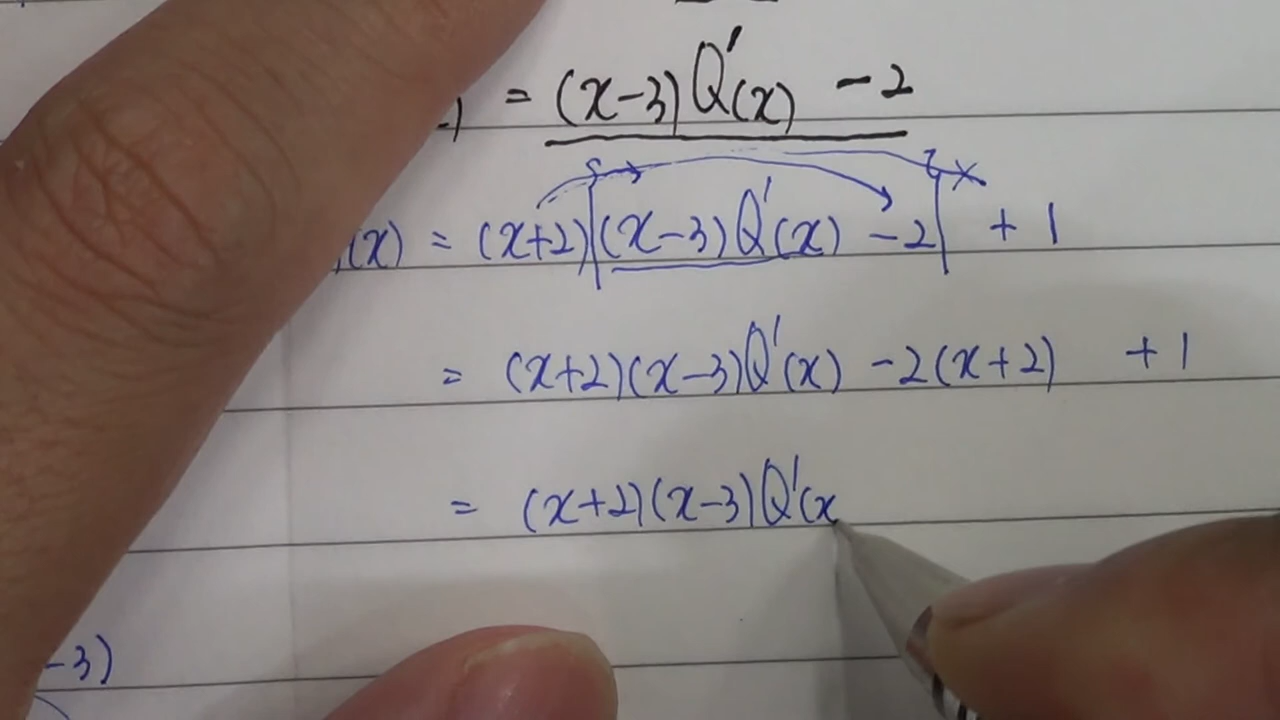 = (x-3)Q'(x) - 2
(x) = (x+2)[(x-3)Q'(x) - 2] + 1
= (x+2)(x-3)Q'(x) - 2(x+2) + 1
= (x+2)(x-3)Q'(x
-3)